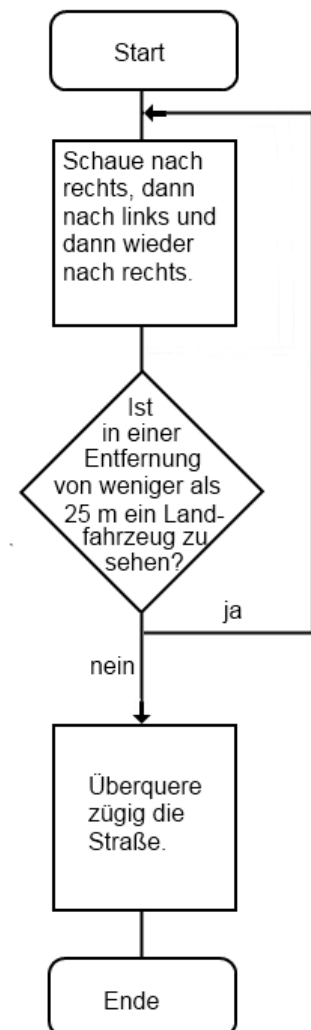 Start
Schaue nach
rechts, dann
nach links und
dann wieder
nach rechts.
Ist
in einer
Entfernung
von weniger als
25 m ein Land-
fahrzeug zu
sehen?
ja
nein
Überquere
zügig die
Straße.
Ende